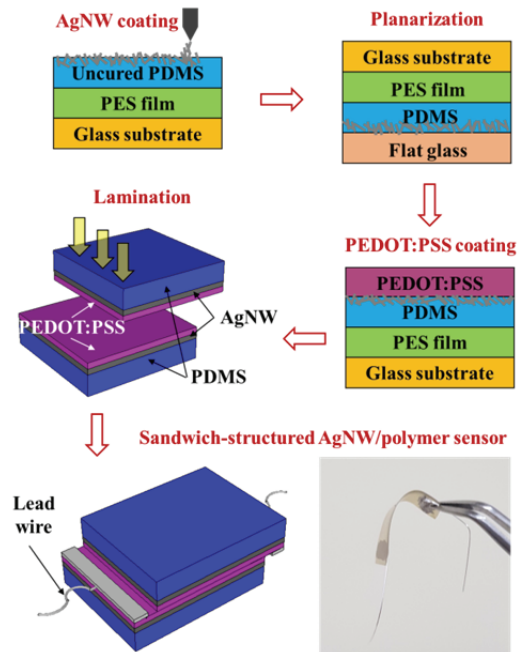 AgNW coating
Uncured PDMS
PES film
Glass substrate
Planarization
Glass substrate
PES film
PDMS
Flat glass
PEDOT:PSS coating
PEDOT:PSS
PDMS
PES film
Glass substrate
Lamination
PEDOT:PSS
AgNW
PDMS
Sandwich-structured AgNW/polymer sensor
Lead
wire